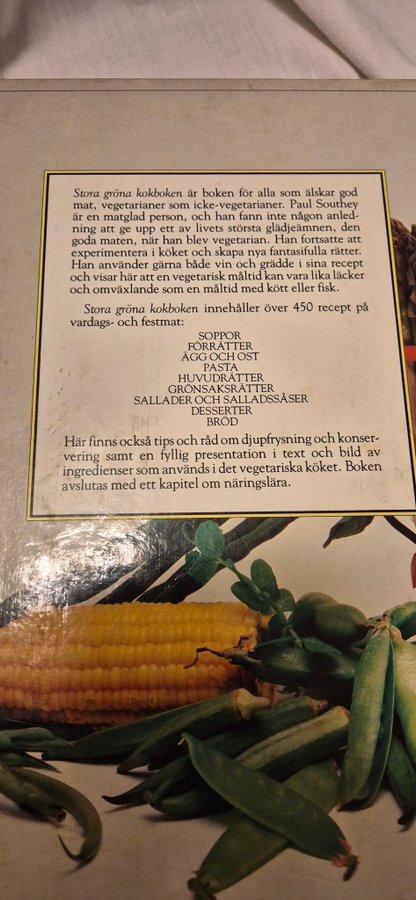 Stora gröna kokboken är boken för alla som älskar god
mat, vegetarianer som icke-vegetarianer. Paul Southey
är en matglad person, och han fann inte någon anled-
ning att ge upp ett av livets största glädjeämnen, den
goda maten, när han blev vegetarian. Han fortsatte att
experimentera i köket och skapa nya fantasifulla rätter.
Han använder gärna både vin och grädde i sina recept
och visar här att en vegetarisk måltid kan vara lika läcker
och omväxlande som en måltid med kött eller fisk.
Stora gröna kokboken innehåller över 450 recept på
vardags- och festmat:
SOPPOR
FÖRRÄTTER
ÄGG OCH OST
PASTA
HUVUDRÄTTER
GRÖNSAKSRÄTTER
SALLADER OCH SALLADSSÅSER
DESSERTER
BRÖD
Här finns också tips och råd om djupfrysning och konser-
vering samt en fyllig presentation i text och bild av
ingredienser som används i det vegetariska köket. Boken
avslutas med ett kapitel om näringslära.